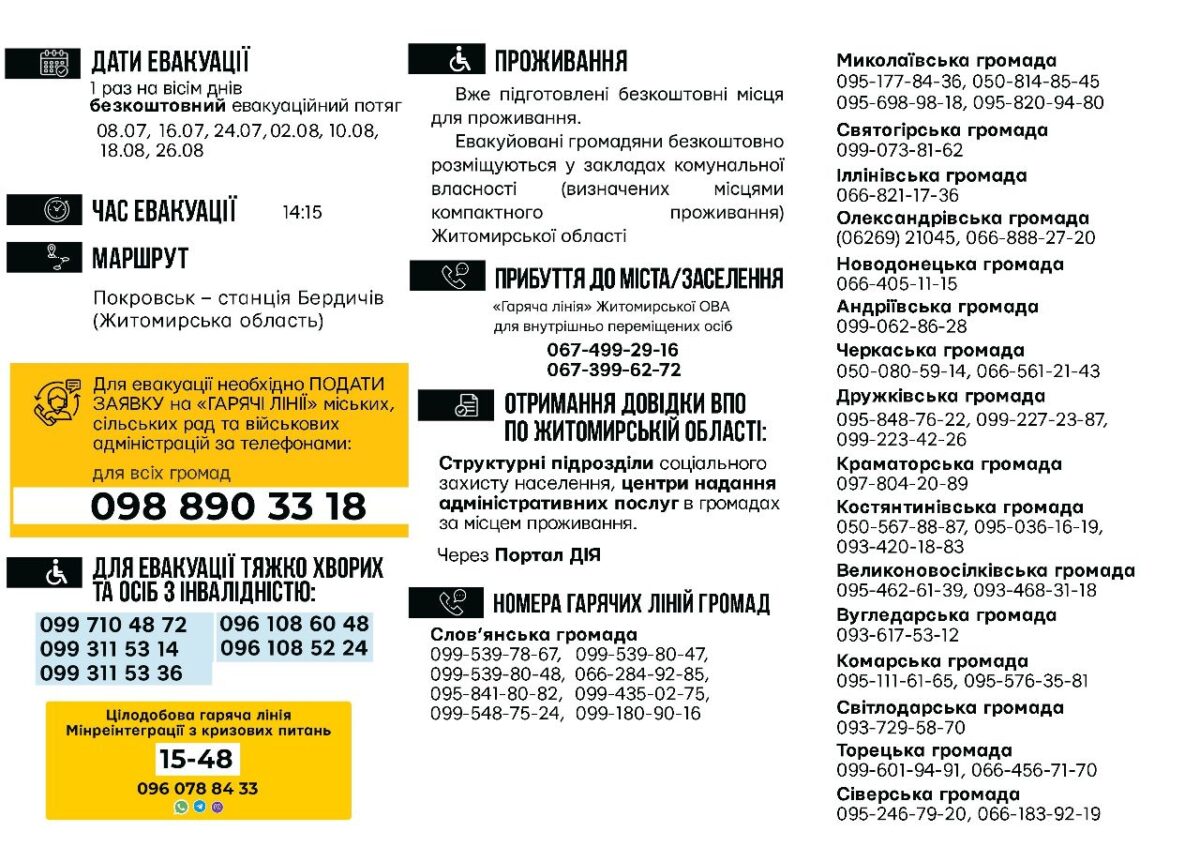 ДАТИ ЕВАКУАЦІЇ
1 раз на вісім днів
безкоштовний евакуаційний потяг
08.07, 16.07, 24.07, 02.08, 10.08,
18.08, 26.08
ЧАС ЕВАКУАЦІЇ 14:15
МАРШРУТ
Покровськ – станція Бердичів
(Житомирська область)
Для евакуації необхідно ПОДАТИ
ЗАЯВКУ на «ГАРЯЧІ ЛІНІЇ» міських,
сільських рад та військових
адміністрацій за телефонами:
для всіх громад
098 890 33 18
ДЛЯ ЕВАКУАЦІЇ ТЯЖКО ХВОРИХ
ТА ОСІБ З ІНВАЛІДНІСТЮ:
099 710 48 72 096 108 60 48
099 311 53 14 096 108 52 24
099 311 53 36
Цілодобова гаряча лінія
Мінреінтеграції з кризових питань
15-48
096 078 84 33
ПРОЖИВАННЯ
Вже підготовлені безкоштовні місця
для проживання.
Евакуйовані громадяни безкоштовно
розміщуються у закладах комунальної
власності (визначених місцями
компактного проживання)
Житомирської області
ПРИБУТТЯ ДО МІСТА/ЗАСЕЛЕННЯ
«Гаряча лінія» Житомирської ОВА
для внутрішньо переміщених осіб
067-499-29-16
067-399-62-72
ОТРИМАННЯ ДОВІДКИ ВПО
ПО ЖИТОМИРСЬКІЙ ОБЛАСТІ:
Структурні підрозділи соціального
захисту населення, центри надання
адміністративних послуг в громадах
за місцем проживання.
Через Портал ДІЯ
НОМЕРА ГАРЯЧИХ ЛІНІЙ ГРОМАД
Слов’янська громада
099-539-78-67, 099-539-80-47,
099-539-80-48, 066-284-92-85,
095-841-80-82, 099-435-02-75,
099-548-75-24, 099-180-90-16
Миколаївська громада
095-177-84-36, 050-814-85-45
095-698-98-18, 095-820-94-80
Святогірська громада
099-073-81-62
Іллінівська громада
066-821-17-36
Олександрівська громада
(06269) 21045, 066-888-27-20
Новодонецька громада
066-405-11-15
Андріївська громада
099-062-86-28
Черкаська громада
050-080-59-14, 066-561-21-43
Дружківська громада
095-848-76-22, 099-227-23-87,
099-223-42-26
Краматорська громада
097-804-20-89
Костянтинівська громада
050-567-88-87, 095-036-16-19,
093-420-18-83
Великоновосілківська громада
095-462-61-39, 093-468-31-18
Вугледарська громада
093-617-53-12
Комарська громада
095-111-61-65, 095-576-35-81
Світлодарська громада
093-729-58-70
Торецька громада
099-601-94-91, 066-456-71-70
Сіверська громада
095-246-79-20, 066-183-92-19